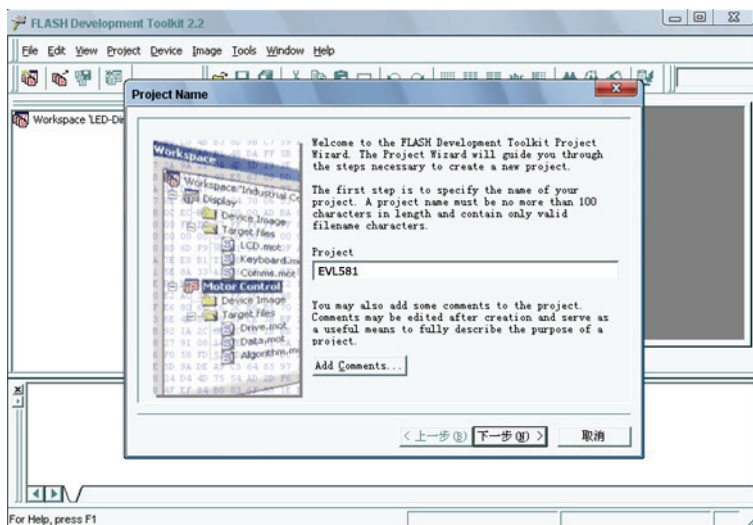 FLASH Development Toolkit 2.2
File Edit View Project Device Image Tools Window Help
Workspace 'LED-Di
Project Name
Workspace
Workspace "Industrial Co
Display
Device Image
Target Files
LCD.mot
Keyboard.m
Comms.mot
Motor Control
Device Image
Target Files
Drive.mot
Data.mot
Algorithm.m
Welcome to the FLASH Development Toolkit Project
Wizard. The Project Wizard will guide you through
the steps necessary to create a new project.
The first step is to specify the name of your
project. A project name must be no more than 100
characters in length and contain only valid
filename characters.
Project
EVL581
You may also add some comments to the project.
Comments may be edited after creation and serve as
a useful means to fully describe the purpose of a
project.
Add Comments...
< 上一步(B) 下一步(N) > 取消
For Help, press F1